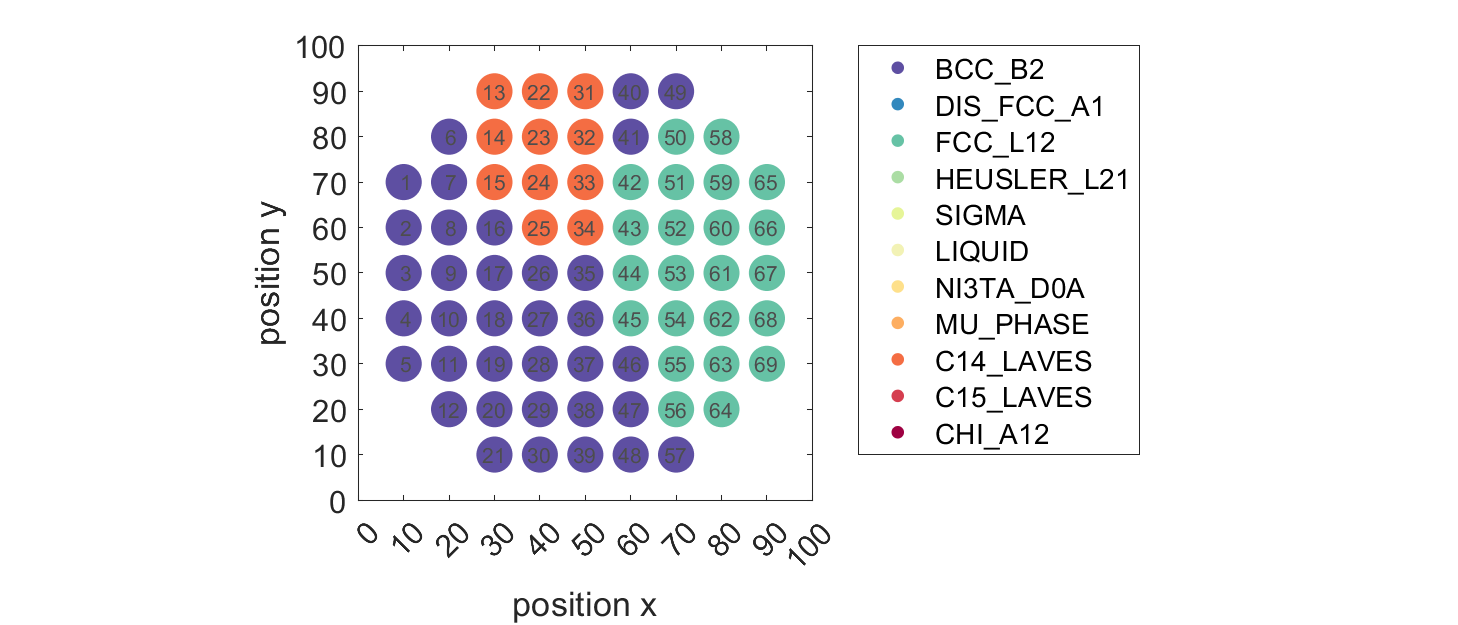 100
90
80
70
60
50
40
30
20
10
0
position y
13 22 31 40 49
6 14 23 32 41 50 58
1 7 15 24 33 42 51 59 65
2 8 16 25 34 43 52 60 66
3 9 17 26 35 44 53 61 67
4 10 18 27 36 45 54 62 68
5 11 19 28 37 46 55 63 69
12 20 29 38 47 56 64
21 30 39 48 57
0 10 20 30 40 50 60 70 80 90 100
position x
BCC_B2
DIS_FCC_A1
FCC_L12
HEUSLER_L21
SIGMA
LIQUID
NI3TA_D0A
MU_PHASE
C14_LAVES
C15_LAVES
CHI_A12